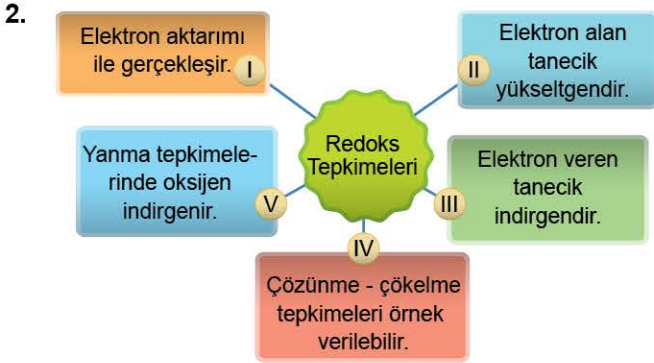 2.
Elektron aktarımı
ile gerçekleşir.
I
Elektron alan
tanecik
yükseltgendir.
II
Redoks
Tepkimeleri
Yanma tepkimele-
rinde oksijen
indirgenir.
V
Elektron veren
tanecik
indirgendir.
III
IV
Çözünme - çökelme
tepkimeleri örnek
verilebilir.